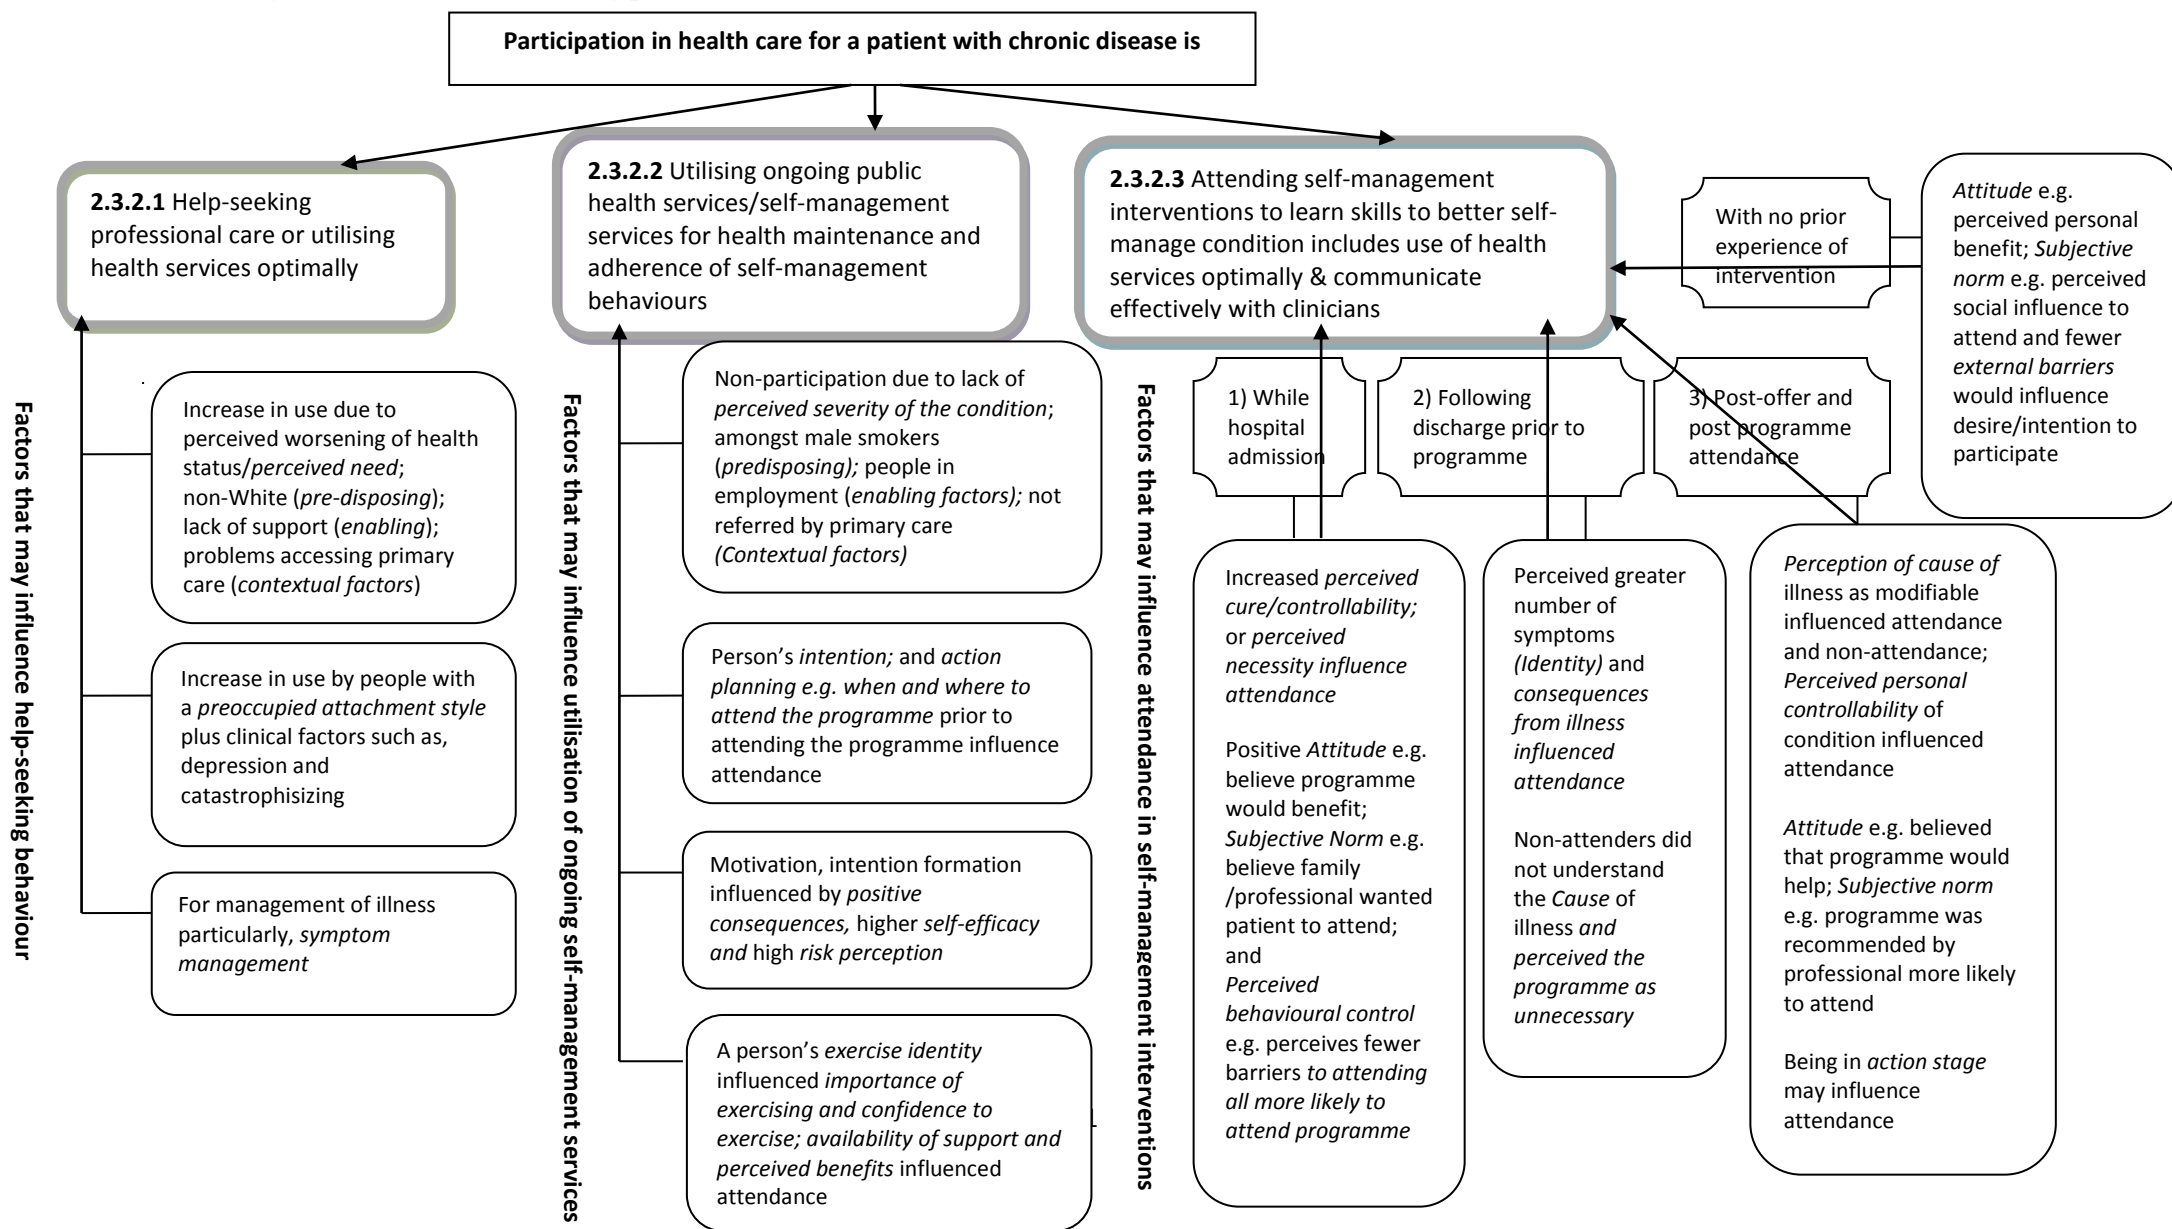 Participation in health care for a patient with chronic disease is
2.3.2.1 Help-seeking
professional care or utilising
health services optimally
2.3.2.2 Utilising ongoing public
health services/self-management
services for health maintenance and
adherence of self-management
behaviours
2.3.2.3 Attending self-management
interventions to learn skills to better self-
manage condition includes use of health
services optimally & communicate
effectively with clinicians
With no prior
experience of
intervention
Attitude e.g.
perceived personal
benefit; Subjective
norm e.g. perceived
social influence to
attend and fewer
external barriers
would influence
desire/intention to
participate
Factors that may influence help-seeking behaviour
Increase in use due to
perceived worsening of health
status/perceived need;
non-White (pre-disposing);
lack of support (enabling);
problems accessing primary
care (contextual factors)
Increase in use by people with
a preoccupied attachment style
plus clinical factors such as,
depression and
catastrophisizing
For management of illness
particularly, symptom
management
Factors that may influence utilisation of ongoing self-management services
Non-participation due to lack of
perceived severity of the condition;
amongst male smokers
(predisposing); people in
employment (enabling factors); not
referred by primary care
(Contextual factors)
Person's intention; and action
planning e.g. when and where to
attend the programme prior to
attending the programme influence
attendance
Motivation, intention formation
influenced by positive
consequences, higher self-efficacy
and high risk perception
A person's exercise identity
influenced importance of
exercising and confidence to
exercise; availability of support and
perceived benefits influenced
attendance
Factors that may influence attendance in self-management interventions
1) While
hospital
admission
2) Following
discharge prior to
programme
3) Post-offer and
post programme
attendance
Increased perceived
cure/controllability;
or perceived
necessity influence
attendance
Positive Attitude e.g.
believe programme
would benefit;
Subjective Norm e.g.
believe family
/professional wanted
patient to attend;
and
Perceived
behavioural control
e.g. perceives fewer
barriers to attending
all more likely to
attend programme
Perceived greater
number of
symptoms
(Identity) and
consequences
from illness
influenced
attendance
Non-attenders did
not understand
the Cause of
illness and
perceived the
programme as
unnecessary
Perception of cause of
illness as modifiable
influenced attendance
and non-attendance;
Perceived personal
controllability of
condition influenced
attendance
Attitude e.g. believed
that programme would
help; Subjective norm
e.g. programme was
recommended by
professional more likely
to attend
Being in action stage
may influence
attendance